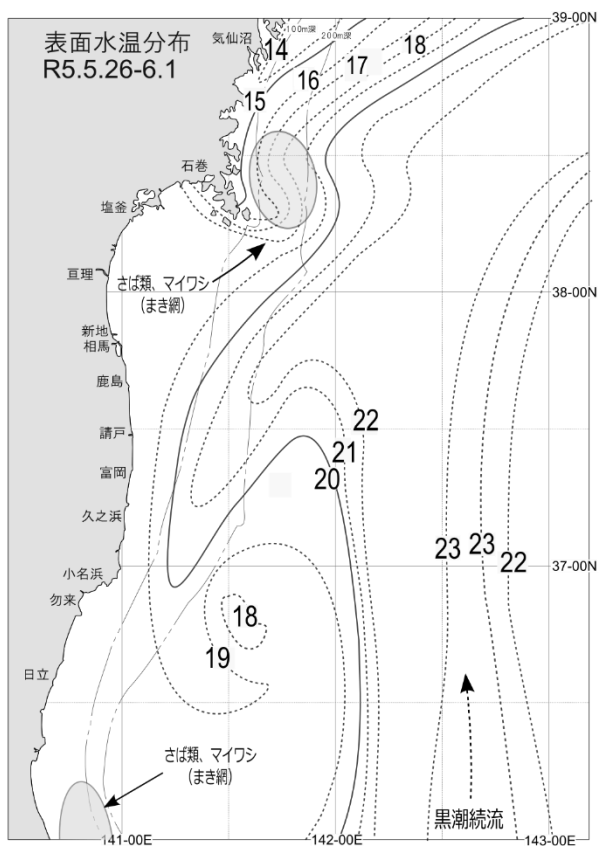 表面水温分布
R5.5.26-6.1
気仙沼
100m深
200m深
39-00N
14
15
16
17
18
石巻
塩釜
亘理
さば類、マイワシ
(まき網)
38-00N
新地
相馬
鹿島
請戸
富岡
久之浜
22
21
20
23
23
22
37-00N
小名浜
勿来
18
19
日立
さば類、マイワシ
(まき網)
黒潮続流
141-00E
142-00E
143-00E